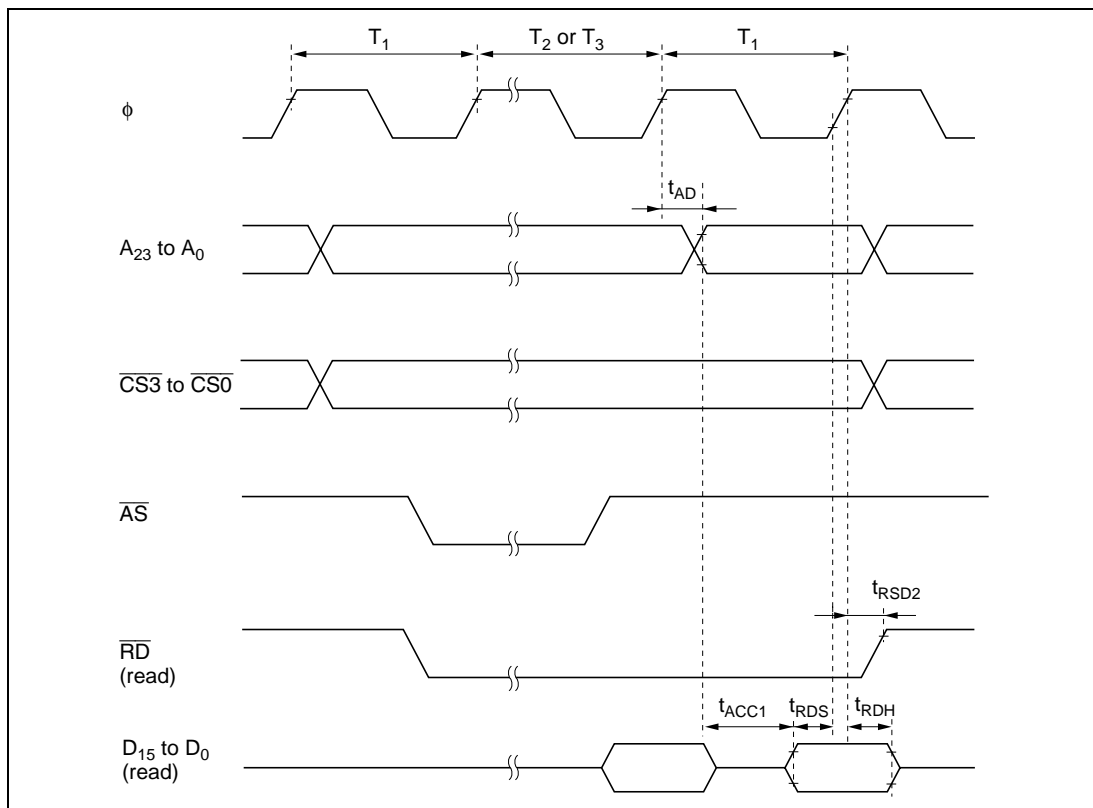 T1 T2 or T3 T1
ϕ
tAD
A23 to A0
CS3 to CS0
AS
tRSD2
RD
(read)
tACC1 tRDS tRDH
D15 to D0
(read)